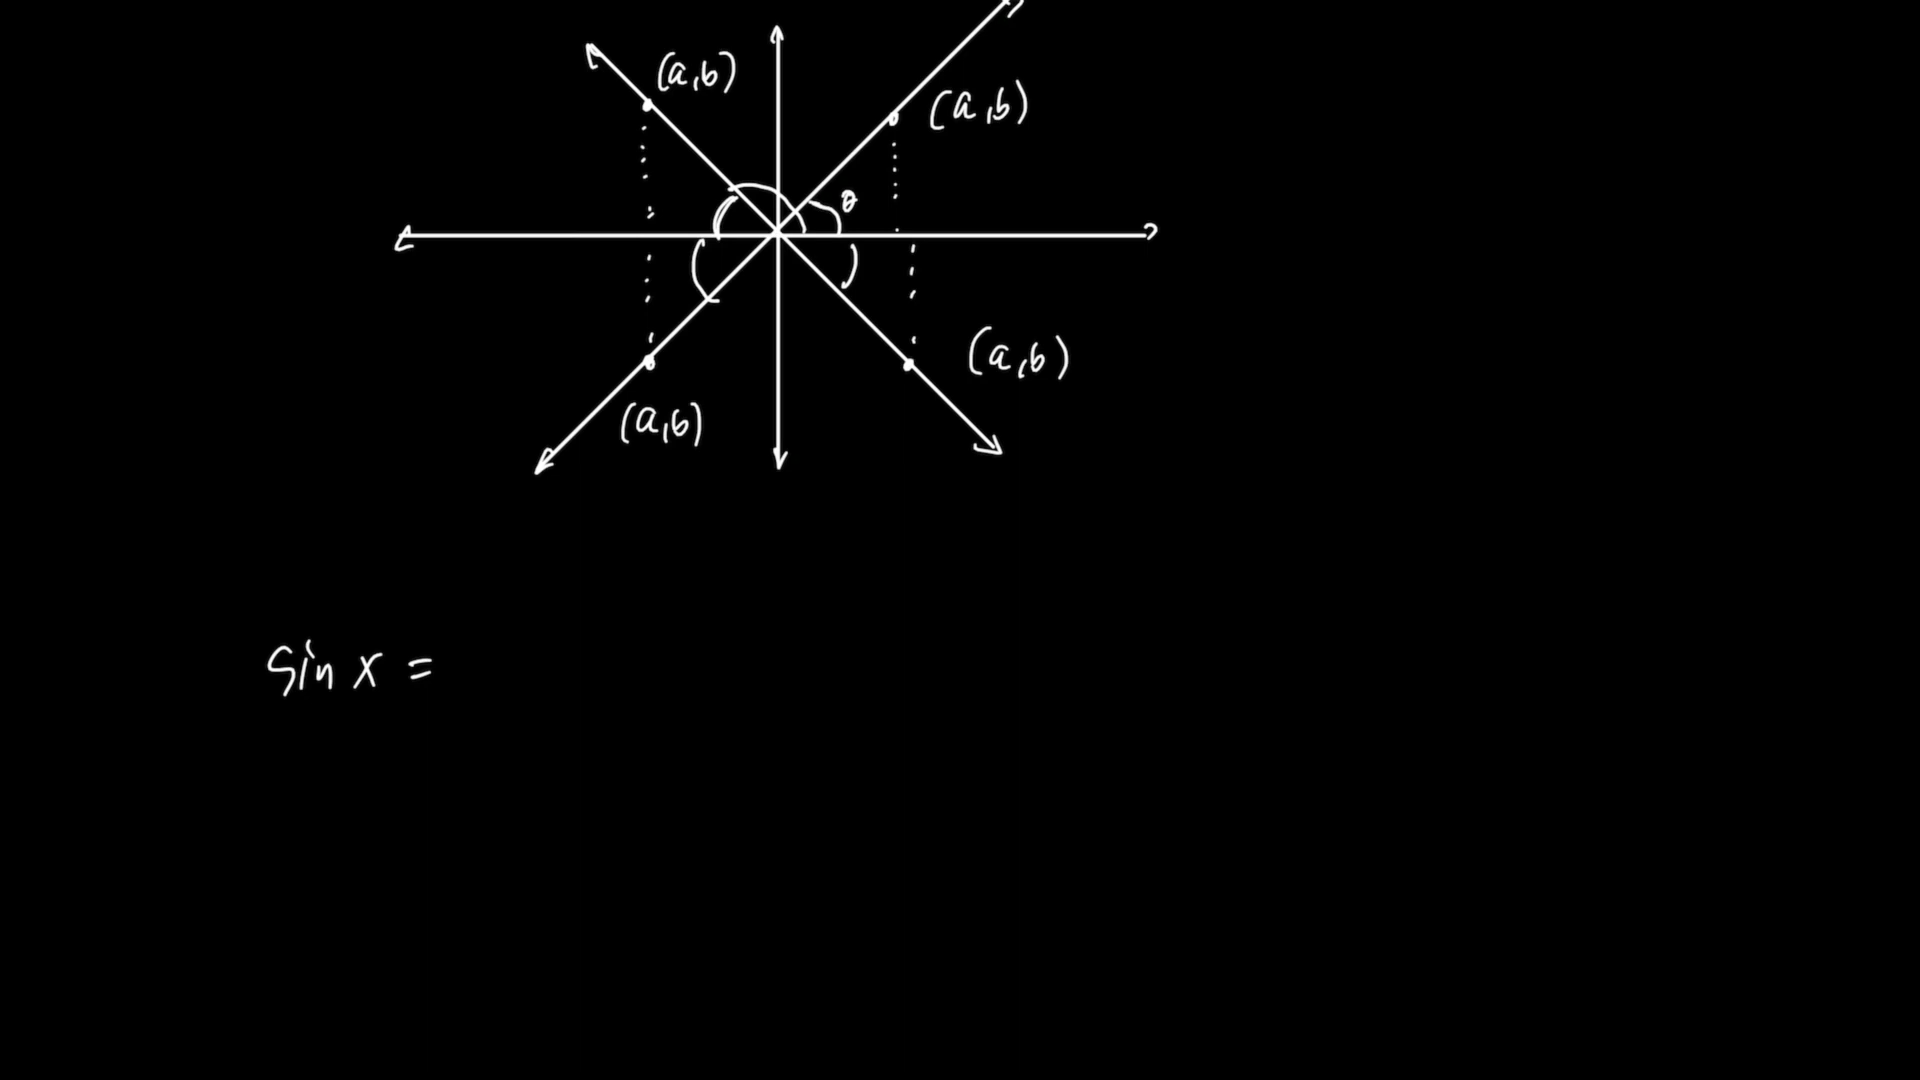 (a,b)
(a,b)
θ
(a,b)
(a,b)
Sin x =